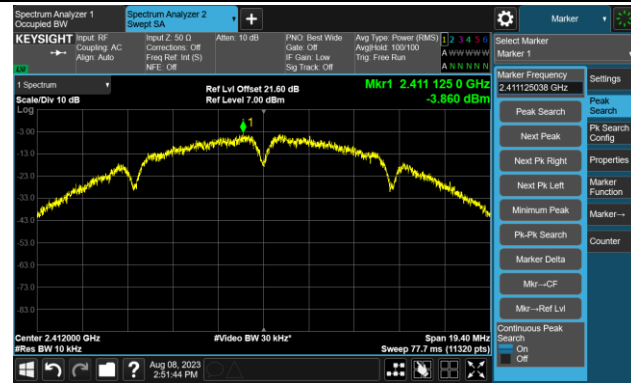 Spectrum Analyzer 1
Occupied BW
Spectrum Analyzer 2
Swept SA
+
Marker
KEYSIGHT
Input: RF
Coupling: AC
Align: Auto
Input Z: 50 Ω
Corrections: Off
Freq Ref: Int (S)
NFE: Off
Atten: 10 dB
PNO: Best Wide
Gate: Off
IF Gain: Low
Sig Track: Off
Avg Type: Power (RMS)
Avg|Hold: 100/100
Trig: Free Run
1 2 3 4 5 6
A W W W W W
A N N N N N
Select Marker
Marker 1
LXI
1 Spectrum
Scale/Div 10 dB
Log
Ref Lvl Offset 21.60 dB
Ref Level 7.00 dBm
Mkr1 2.411 125 0 GHz
-3.860 dBm
1
-3.00
-13.0
-23.0
-33.0
-43.0
-53.0
-63.0
-73.0
-83.0
Center 2.412000 GHz
#Res BW 10 kHz
#Video BW 30 kHz*
Span 19.40 MHz
Sweep 77.7 ms (11320 pts)
Marker Frequency
2.411125038 GHz
Peak Search
Next Peak
Next Pk Right
Next Pk Left
Minimum Peak
Pk-Pk Search
Marker Delta
Mkr→CF
Mkr→Ref Lvl
Continuous Peak
Search
On
Off
Settings
Peak
Search
Pk Search
Config
Properties
Marker
Function
Marker→
Counter
?
Aug 08, 2023
2:51:44 PM